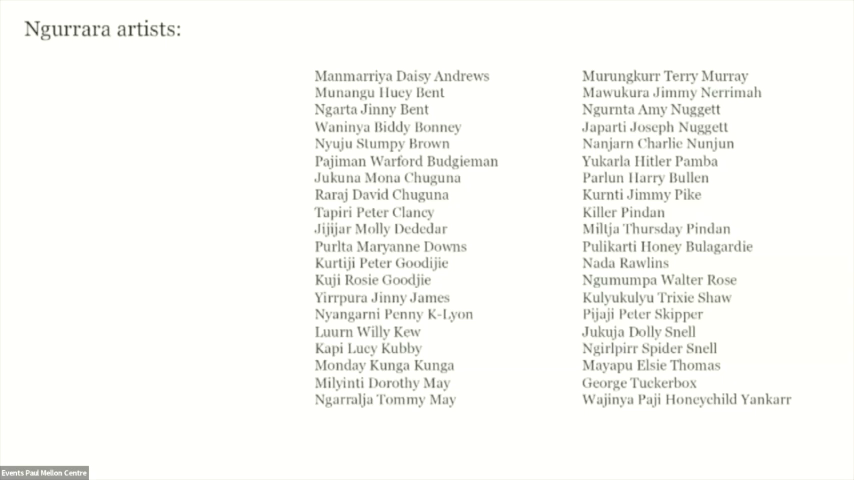 Ngurrara artists:
Manmarriya Daisy Andrews
Munangu Huey Bent
Ngarta Jinny Bent
Waninya Biddy Bonney
Nyuju Stumpy Brown
Pajiman Warford Budgieman
Jukuna Mona Chuguna
Raraj David Chuguna
Tapiri Peter Clancy
Jijijar Molly Dededar
Purlta Maryanne Downs
Kurtiji Peter Goodijie
Kuji Rosie Goodjie
Yirrpura Jinny James
Nyangarni Penny K-Lyon
Luurn Willy Kew
Kapi Lucy Kubby
Monday Kunga Kunga
Milyinti Dorothy May
Ngarralja Tommy May
Murungkurr Terry Murray
Mawukura Jimmy Nerrimah
Ngurnta Amy Nuggett
Japarti Joseph Nuggett
Nanjarn Charlie Nunjun
Yukarla Hitler Pamba
Parlun Harry Bullen
Kurnti Jimmy Pike
Killer Pindan
Miltja Thursday Pindan
Pulikarti Honey Bulagardie
Nada Rawlins
Ngumumpa Walter Rose
Kulyukulyu Trixie Shaw
Pijaji Peter Skipper
Jukuja Dolly Snell
Ngirlpirr Spider Snell
Mayapu Elsie Thomas
George Tuckerbox
Wajinya Paji Honeychild Yankarr
Events Paul Mellon Centre